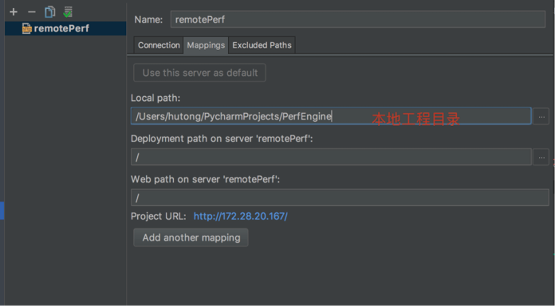 remotePerf
Name: remotePerf
Connection Mappings Excluded Paths
Use this server as default
Local path:
/Users/hutong/PycharmProjects/PerfEngine 本地工程目录 ...
Deployment path on server 'remotePerf':
/ ...
Web path on server 'remotePerf':
/
Project URL: http://172.28.20.167/
Add another mapping